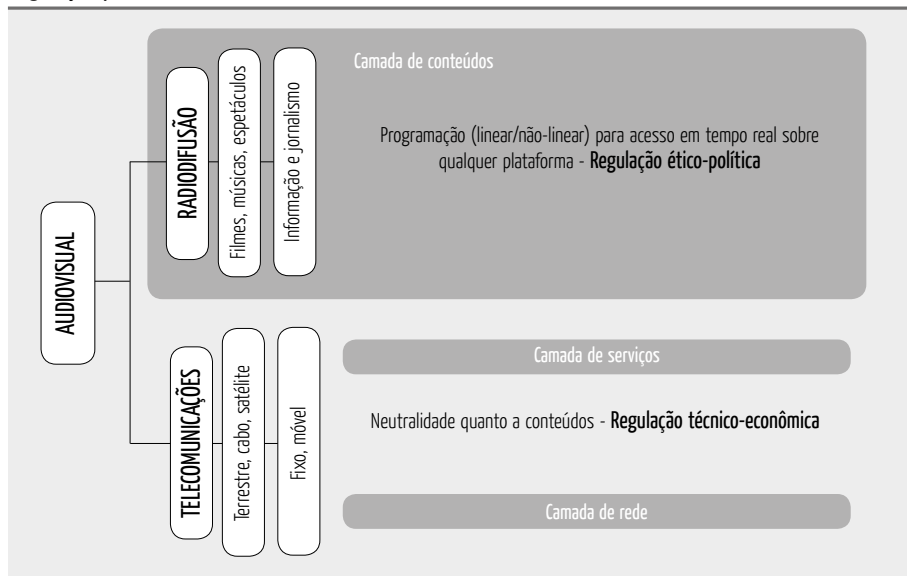 AUDIOVISUAL
RADIODIFUSÃO
Filmes, músicas, espetáculos
Informação e jornalismo
Camada de conteúdos
Programação (linear/não-linear) para acesso em tempo real sobre
qualquer plataforma - Regulação ético-política
TELECOMUNICAÇÕES
Terrestre, cabo, satélite
Fixo, móvel
Camada de serviços
Neutralidade quanto a conteúdos - Regulação técnico-econômica
Camada de rede